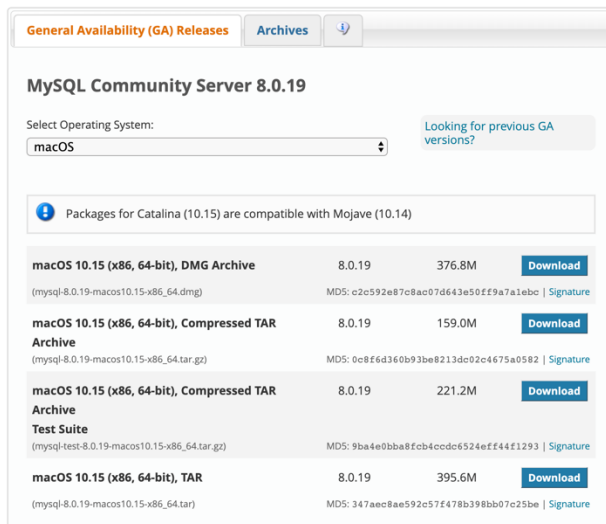 General Availability (GA) Releases
Archives
MySQL Community Server 8.0.19
Select Operating System:
Looking for previous GA
versions?
macOS
Packages for Catalina (10.15) are compatible with Mojave (10.14)
macOS 10.15 (x86, 64-bit), DMG Archive 8.0.19 376.8M Download
(mysql-8.0.19-macos10.15-x86_64.dmg) MD5: c2c592e87c8ac07d643e50ff9a7a1ebc | Signature
macOS 10.15 (x86, 64-bit), Compressed TAR 8.0.19 159.0M Download
Archive
(mysql-8.0.19-macos10.15-x86_64.tar.gz) MD5: 0c8f6d360b93be8213dc02c4675a0582 | Signature
macOS 10.15 (x86, 64-bit), Compressed TAR 8.0.19 221.2M Download
Archive
Test Suite
(mysql-test-8.0.19-macos10.15-x86_64.tar.gz) MD5: 9ba4e0bba8fcb4ccdc6524eff44f1293 | Signature
macOS 10.15 (x86, 64-bit), TAR 8.0.19 395.6M Download
(mysql-8.0.19-macos10.15-x86_64.tar) MD5: 347aec8ae592c57f478b398bb07c25be | Signature